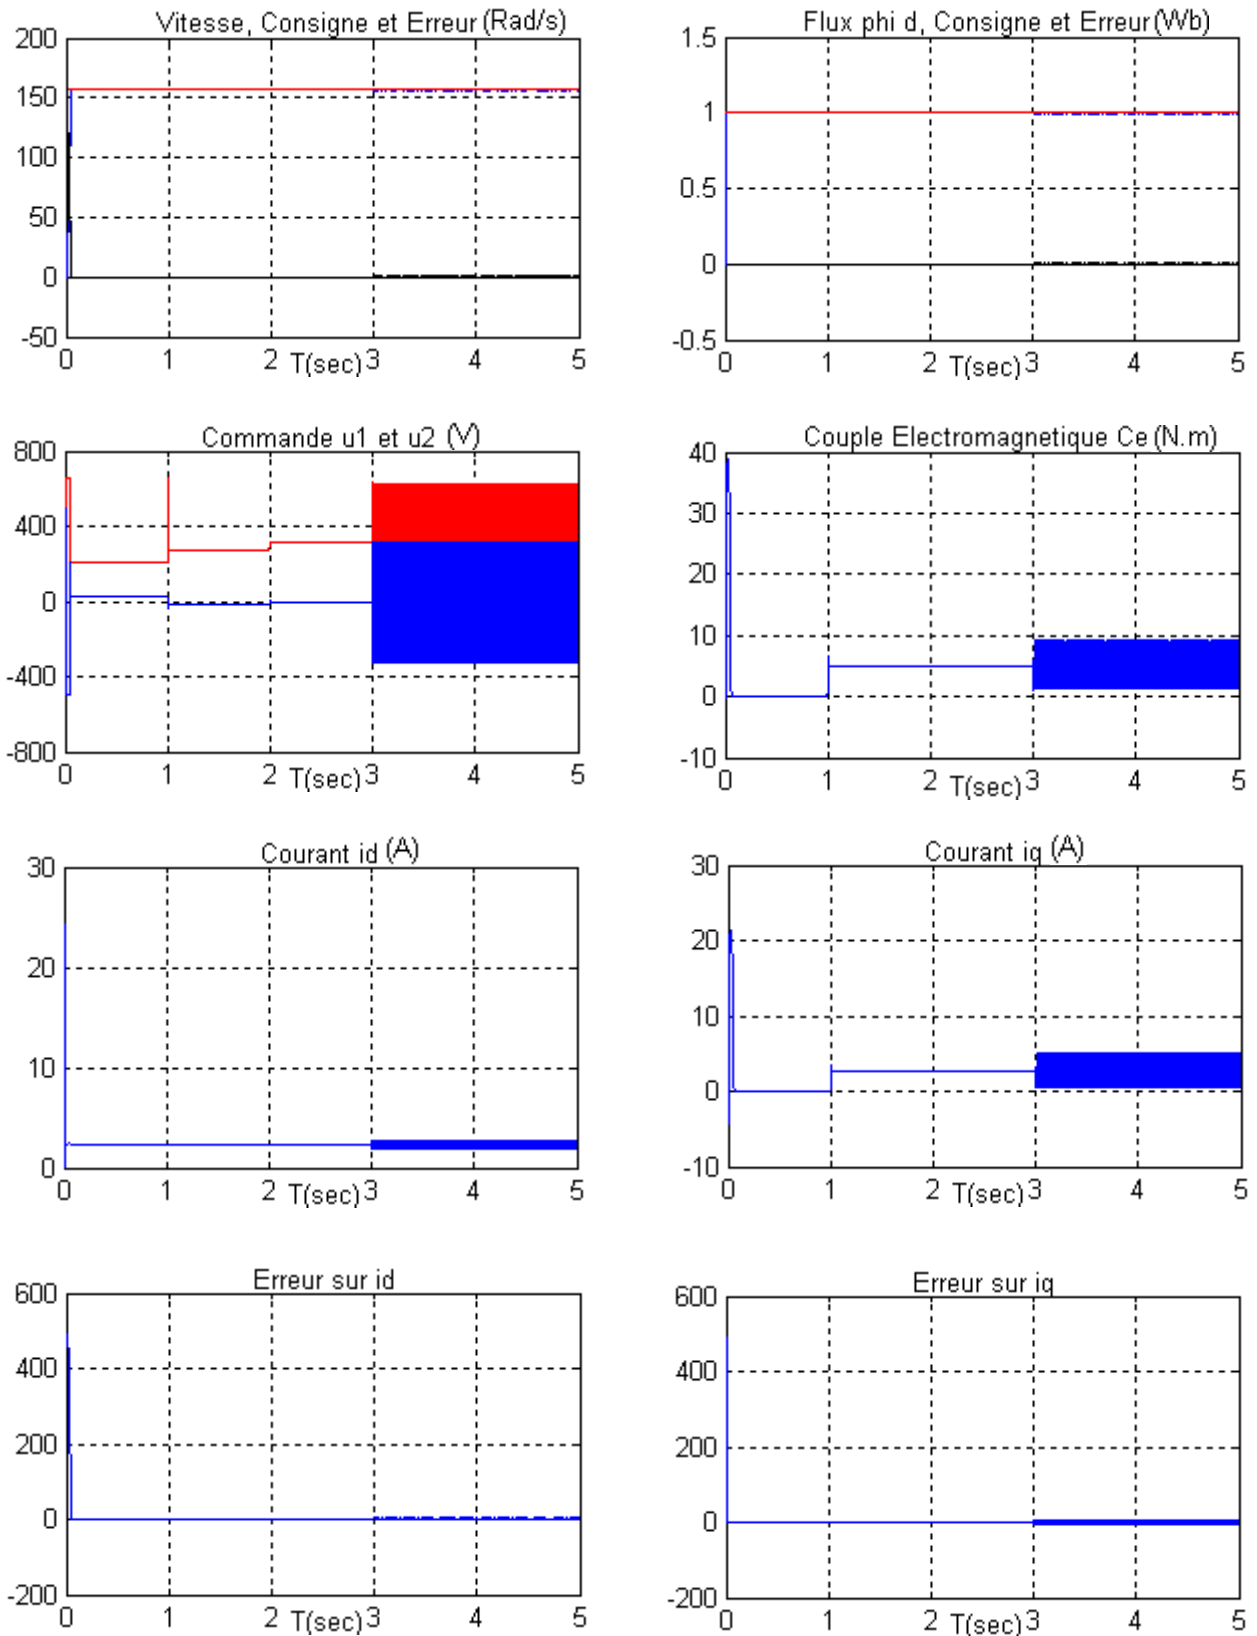 Vitesse, Consigne et Erreur (Rad/s)
200
150
100
50
0
-50
0 1 2 T(sec) 3 4 5
Flux phi d, Consigne et Erreur (Wb)
1.5
1
0.5
0
-0.5
0 1 2 T(sec) 3 4 5
Commande u1 et u2 (V)
800
400
0
-400
-800
0 1 2 T(sec) 3 4 5
Couple Electromagnetique Ce (N.m)
40
30
20
10
0
-10
0 1 2 T(sec) 3 4 5
Courant id (A)
30
20
10
0
0 1 2 T(sec) 3 4 5
Courant iq (A)
30
20
10
0
-10
0 1 2 T(sec) 3 4 5
Erreur sur id
600
400
200
0
-200
0 1 2 T(sec) 3 4 5
Erreur sur iq
600
400
200
0
-200
0 1 2 T(sec) 3 4 5